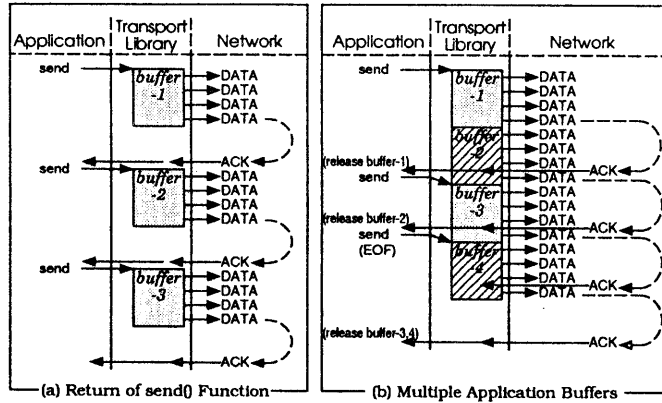 Application
Transport
Library
Network
send
buffer
-1
DATA
DATA
DATA
DATA
ACK
send
buffer
-2
DATA
DATA
DATA
DATA
ACK
send
buffer
-3
DATA
DATA
DATA
DATA
ACK
(a) Return of send() Function
Application
Transport
Library
Network
send
buffer
-1
DATA
DATA
DATA
DATA
buffer
-2
DATA
DATA
DATA
(release buffer-1)
ACK
DATA
send
buffer
-3
DATA
DATA
DATA
(release buffer-2)
ACK
DATA
send
(EOF)
buffer
-4
DATA
DATA
DATA
ACK
DATA
(release buffer-3,4)
ACK
(b) Multiple Application Buffers